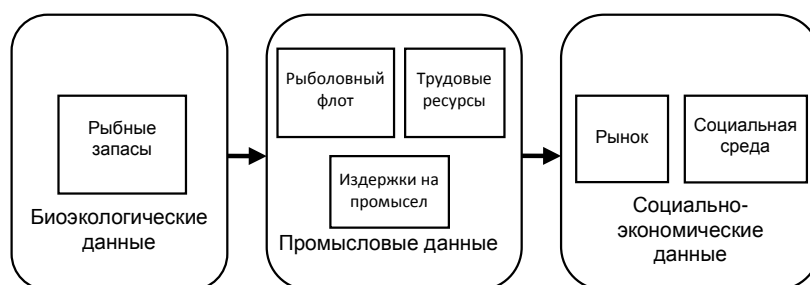 Рыбные
запасы
Биоэкологические
данные
Рыболовный
флот
Трудовые
ресурсы
Издержки на
промысел
Промысловые данные
Рынок
Социальная
среда
Социально-
экономические
данные